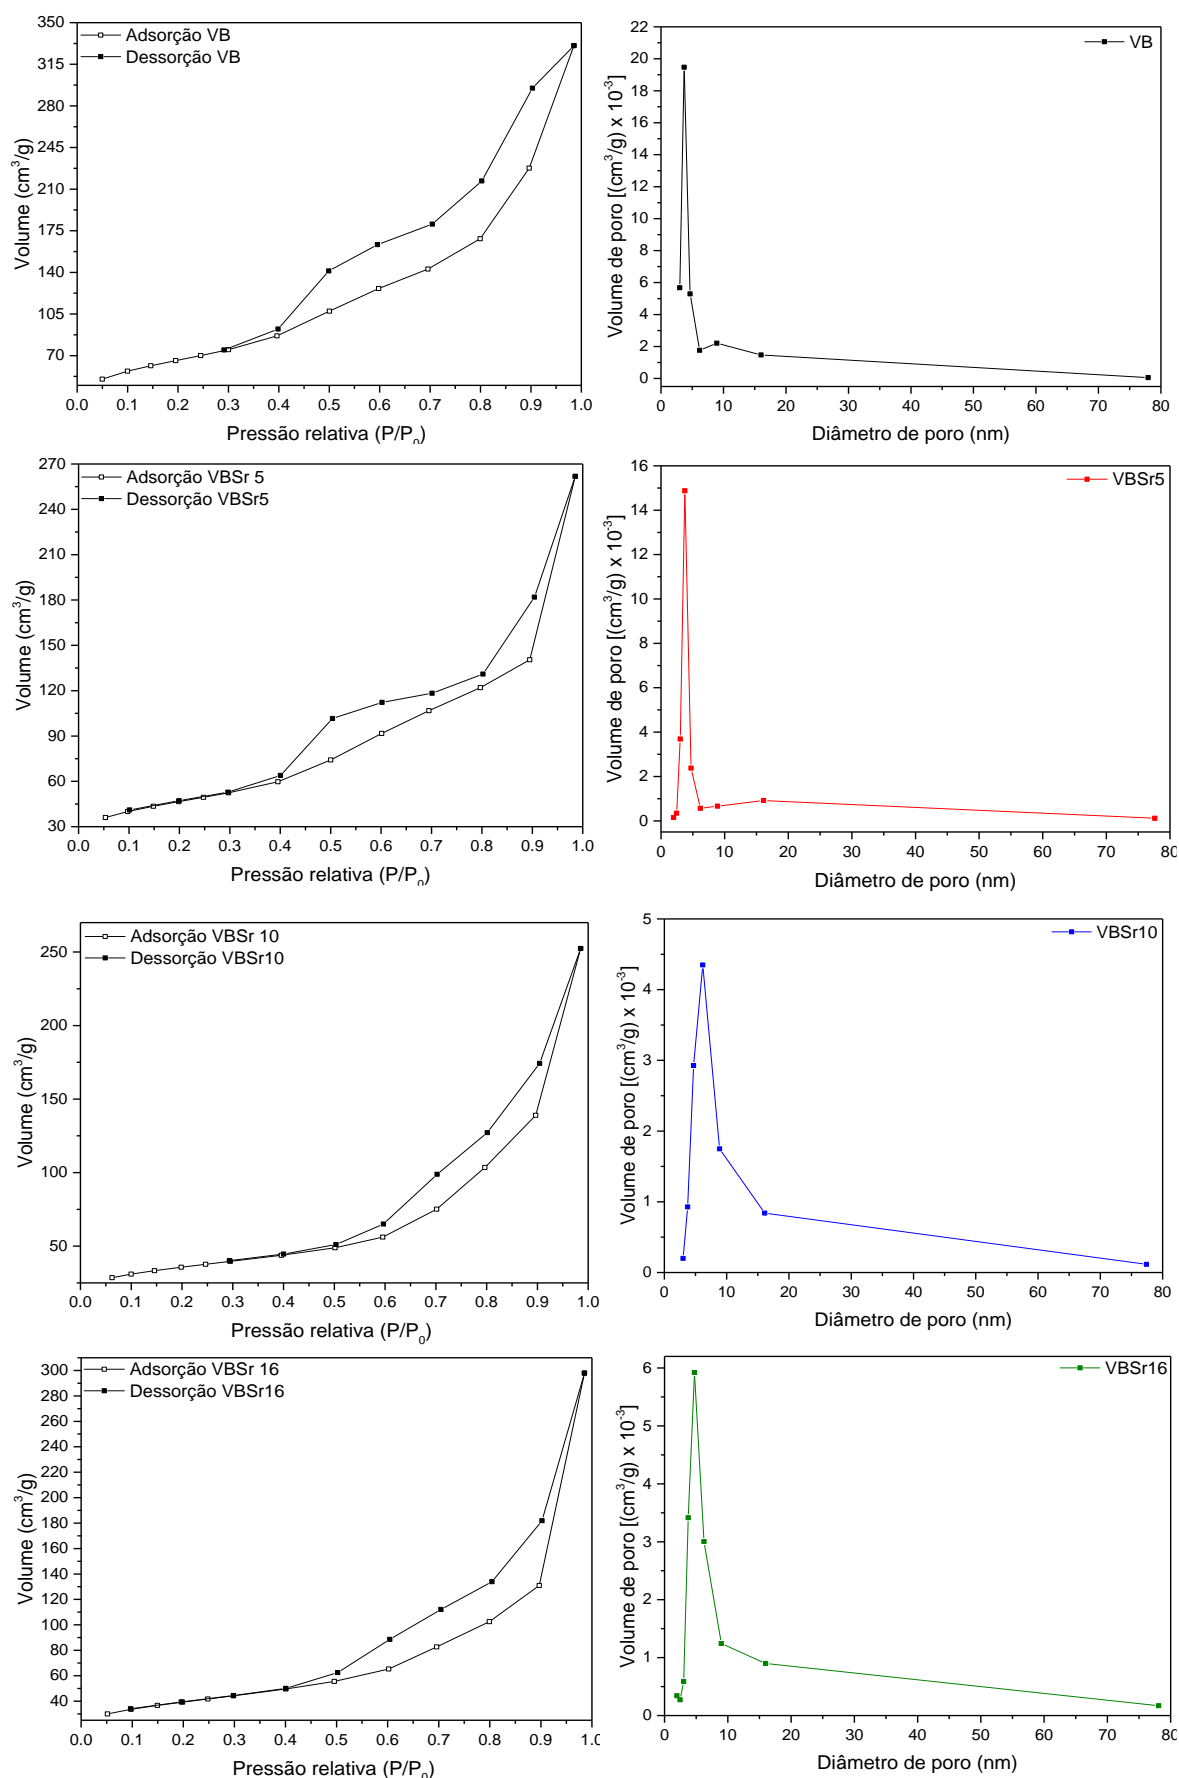 350
315
280
245
210
175
140
105
70
Volume (cm³/g)
Adsorção VB
Dessorção VB
0.0 0.1 0.2 0.3 0.4 0.5 0.6 0.7 0.8 0.9 1.0
Pressão relativa (P/P₀)
22
20
18
16
14
12
10
8
6
4
2
0
Volume de poro [(cm³/g) x 10⁻³]
VB
0 10 20 30 40 50 60 70 80
Diâmetro de poro (nm)
270
240
210
180
150
120
90
60
30
Volume (cm³/g)
Adsorção VBSr 5
Dessorção VBSr5
0.0 0.1 0.2 0.3 0.4 0.5 0.6 0.7 0.8 0.9 1.0
Pressão relativa (P/P₀)
16
14
12
10
8
6
4
2
0
Volume de poro [(cm³/g) x 10⁻³]
VBSr5
0 10 20 30 40 50 60 70 80
Diâmetro de poro (nm)
250
200
150
100
50
Volume (cm³/g)
Adsorção VBSr 10
Dessorção VBSr10
0.0 0.1 0.2 0.3 0.4 0.5 0.6 0.7 0.8 0.9 1.0
Pressão relativa (P/P₀)
5
4
3
2
1
0
Volume de poro [(cm³/g) x 10⁻³]
VBSr10
0 10 20 30 40 50 60 70 80
Diâmetro de poro (nm)
300
290
280
270
260
240
220
200
180
160
140
120
100
80
60
40
Volume (cm³/g)
Adsorção VBSr 16
Dessorção VBSr16
0.0 0.1 0.2 0.3 0.4 0.5 0.6 0.7 0.8 0.9 1.0
Pressão relativa (P/P₀)
6
5
4
3
2
1
0
Volume de poro [(cm³/g) x 10⁻³]
VBSr16
0 10 20 30 40 50 60 70 80
Diâmetro de poro (nm)